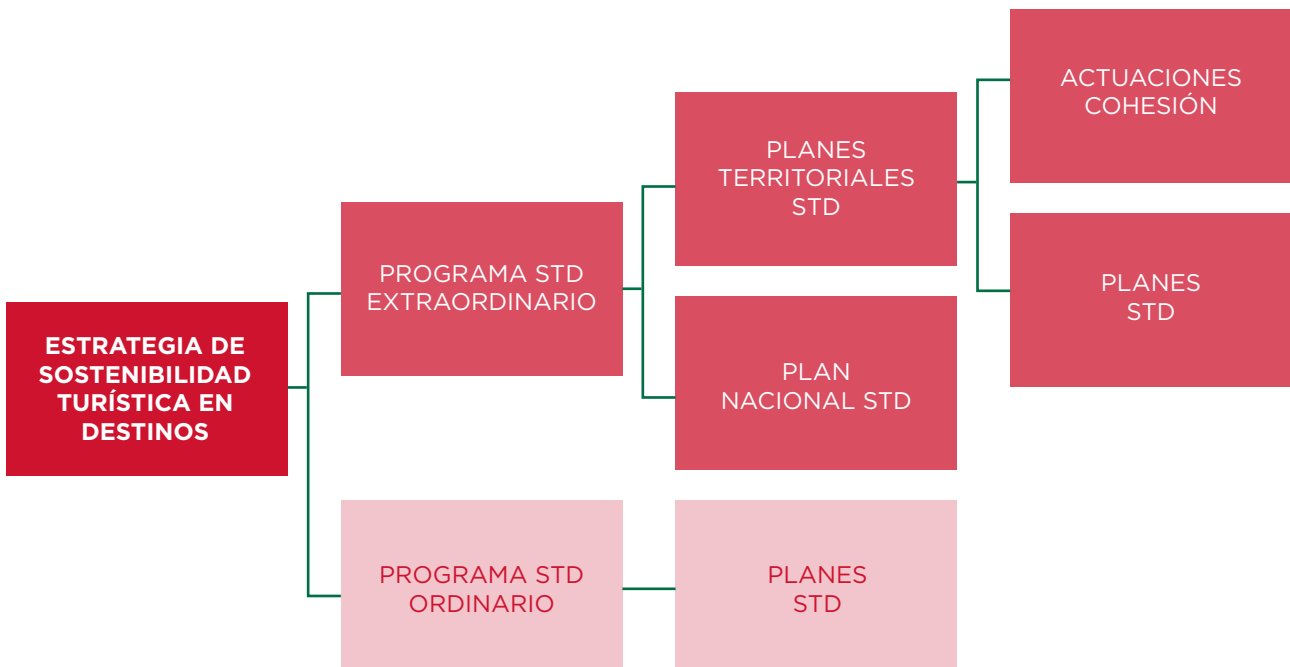 ESTRATEGIA DE
SOSTENIBILIDAD
TURÍSTICA EN
DESTINOS
PROGRAMA STD
EXTRAORDINARIO
PLANES
TERRITORIALES
STD
ACTUACIONES
COHESIÓN
PLANES
STD
PLAN
NACIONAL STD
PROGRAMA STD
ORDINARIO
PLANES
STD